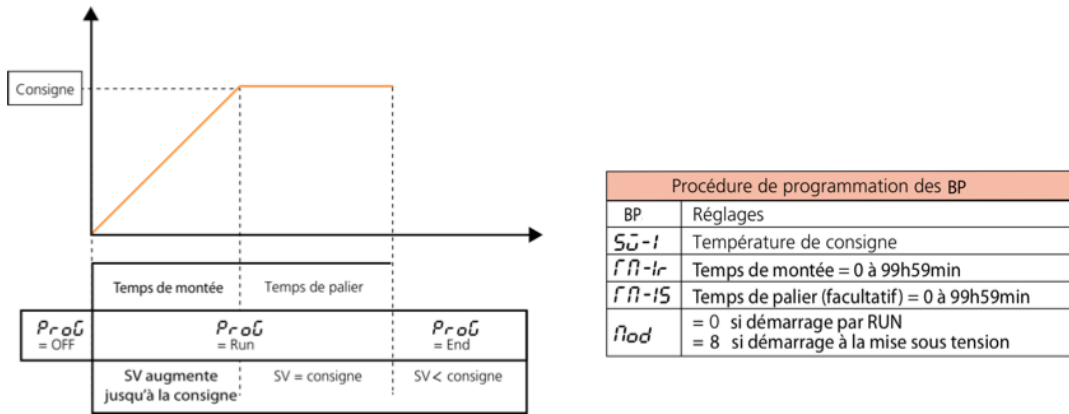 Consigne
Temps de montée
Temps de palier
ProG
= OFF
ProG
= Run
ProG
= End
SV augmente
jusqu'à la consigne
SV = consigne
SV < consigne
Procédure de programmation des BP
BP Réglages
SV-1 Température de consigne
TM-1r Temps de montée = 0 à 99h59min
TM-1S Temps de palier (facultatif) = 0 à 99h59min
Mod = 0 si démarrage par RUN
= 8 si démarrage à la mise sous tension